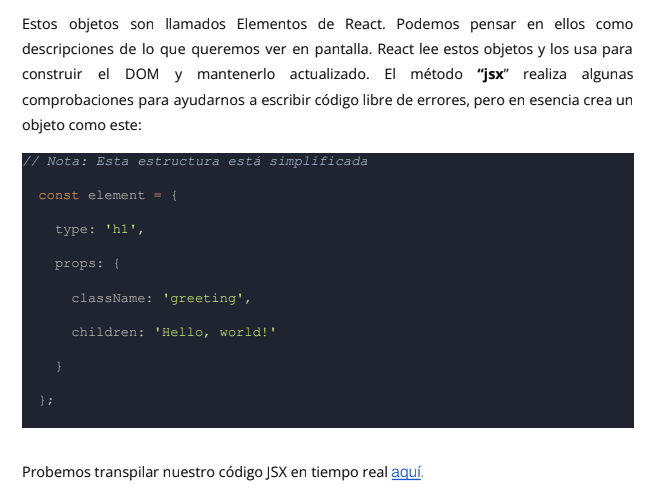 Estos objetos son llamados Elementos de React. Podemos pensar en ellos como
descripciones de lo que queremos ver en pantalla. React lee estos objetos y los usa para
construir el DOM y mantenerlo actualizado. El método “jsx” realiza algunas
comprobaciones para ayudarnos a escribir código libre de errores, pero en esencia crea un
objeto como este:
// Nota: Esta estructura está simplificada
const element = {
type: 'h1',
props: {
className: 'greeting',
children: 'Hello, world!'
}
};
Probemos transpilar nuestro código JSX en tiempo real aquí.